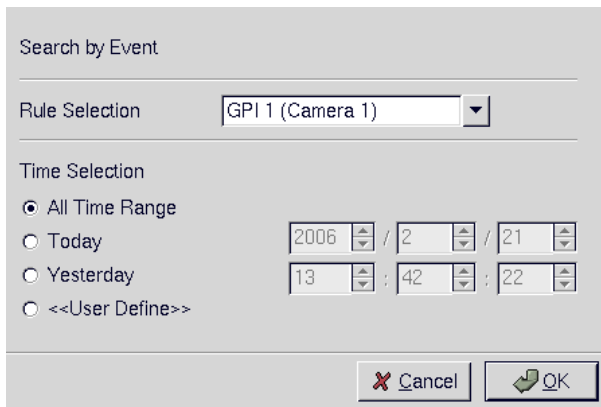 Search by Event
Rule Selection GPI 1 (Camera 1)
Time Selection
All Time Range
Today 2006 / 2 / 21
Yesterday 13 : 42 : 22
<<User Define>>
Cancel OK